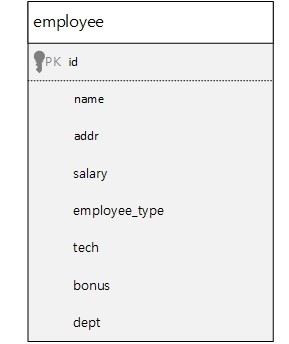 employee
PK id
name
addr
salary
employee_type
tech
bonus
dept